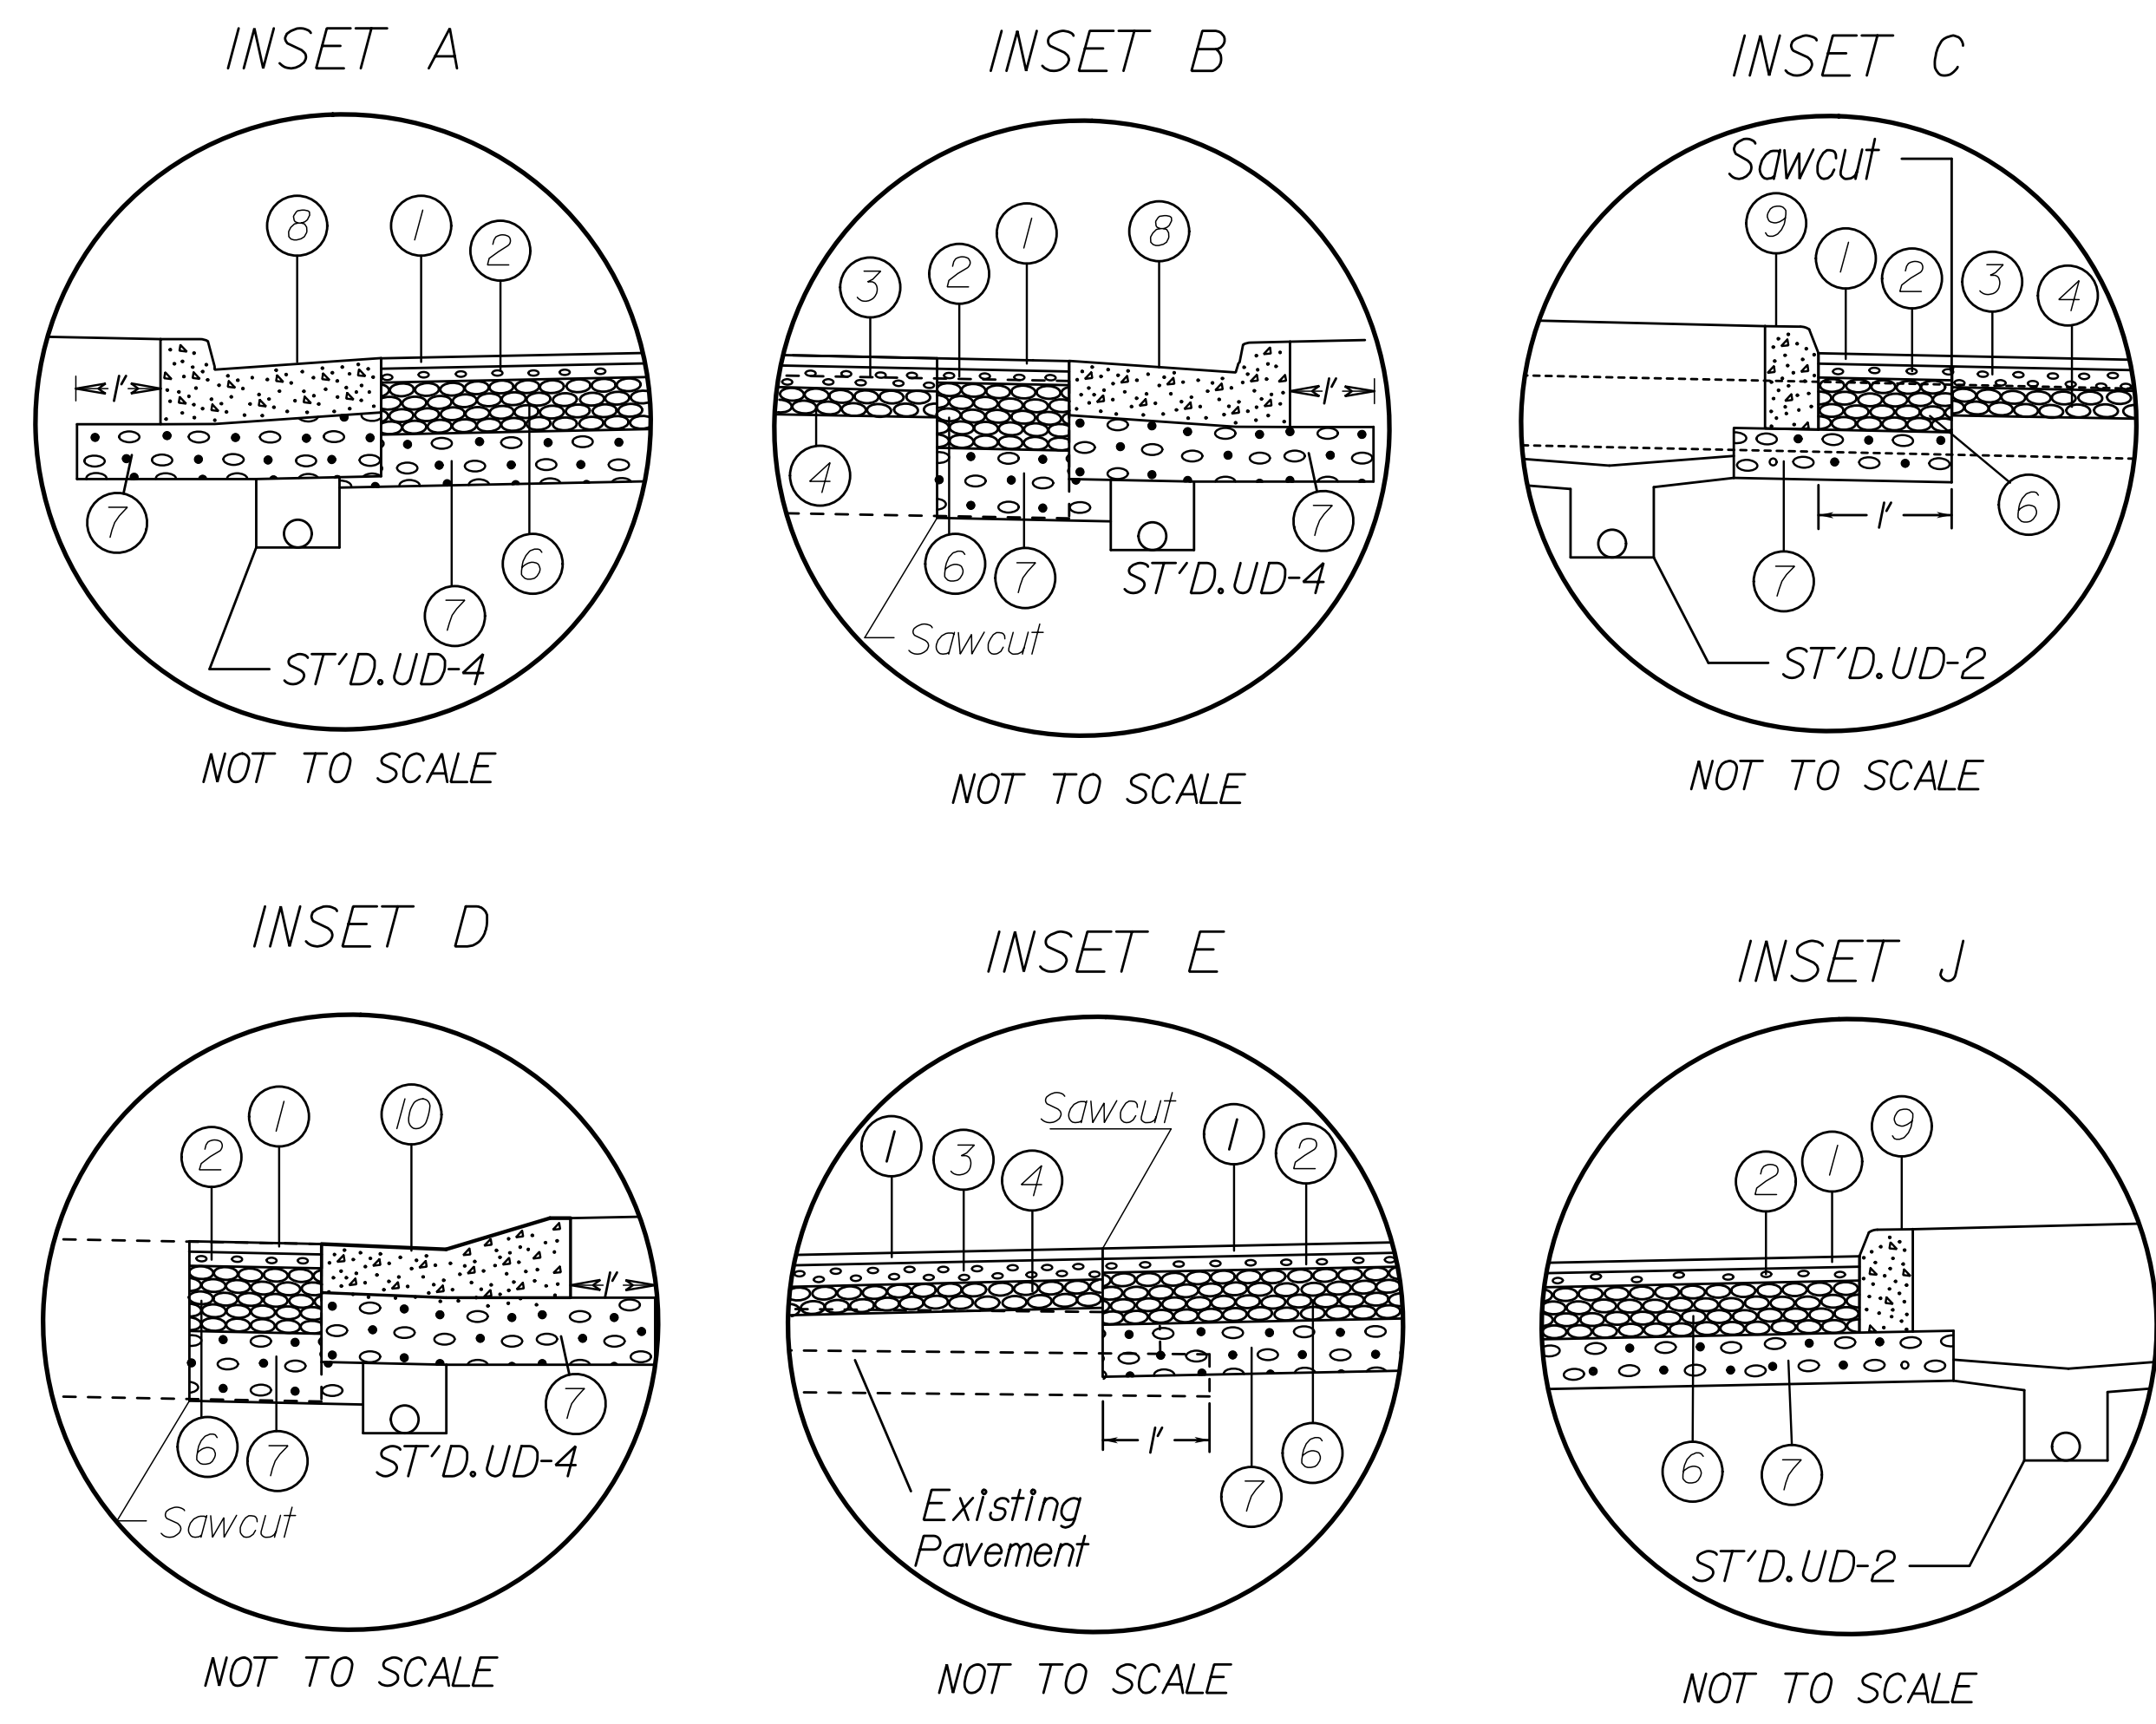 INSET A
8
1
2
1'
7
6
7
ST'D. UD-4
NOT TO SCALE
INSET B
3
2
1
8
1'
4
6
7
7
ST'D. UD-4
Sawcut
NOT TO SCALE
INSET C
Sawcut
9
1
2
3
4
6
1'
7
ST'D. UD-2
NOT TO SCALE
INSET D
2
1
10
1'
6
7
7
ST'D. UD-4
Sawcut
NOT TO SCALE
INSET E
Sawcut
1
3
4
1
2
1'
6
7
Existing
Pavement
NOT TO SCALE
INSET J
9
1
2
6
7
ST'D. UD-2
NOT TO SCALE